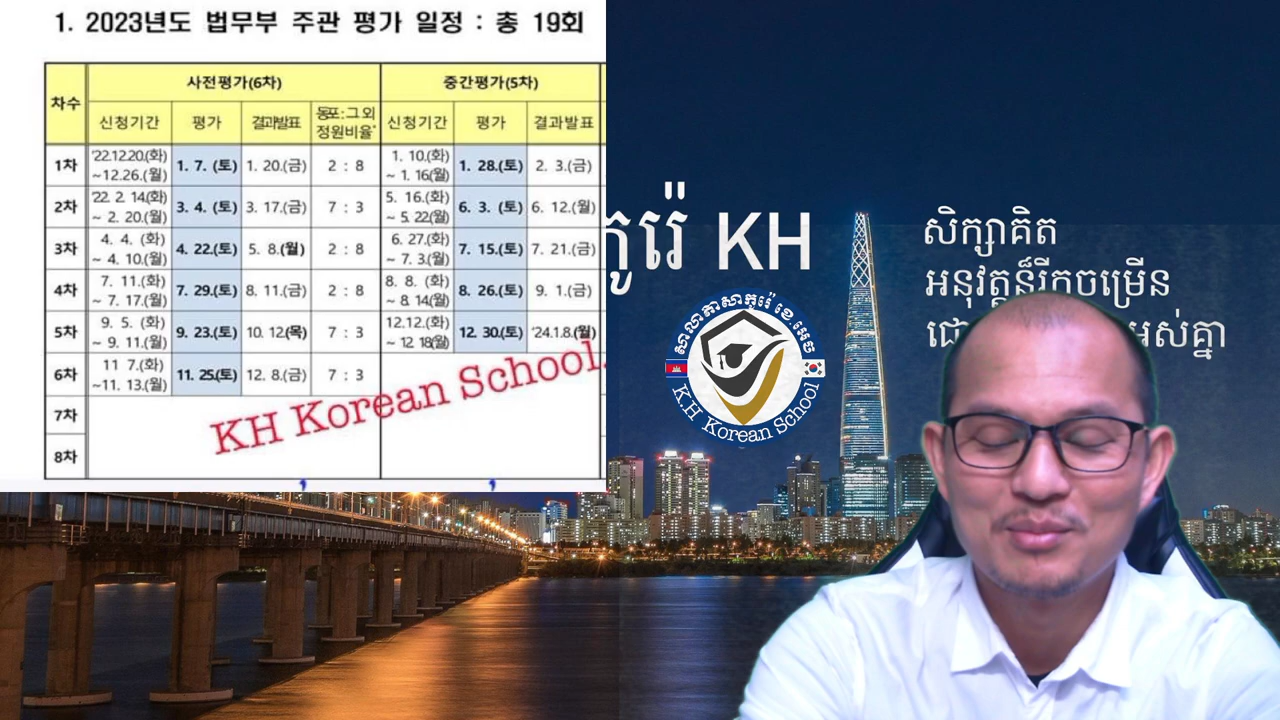 1. 2023년도 법무부 주관 평가 일정 : 총 19회
차수 사전평가(6차) 중간평가(5차)
신청기간 평가 결과발표 동포:그 외 정원비율* 신청기간 평가 결과발표
1차 '22.12.20.(화) ~12.26.(월) 1. 7. (토) 1. 20.(금) 2 : 8 1. 10.(화) ~ 1. 16(월) 1. 28.(토) 2. 3.(금)
2차 '22. 2. 14.(화) ~ 2. 20.(월) 3. 4. (토) 3. 17.(금) 7 : 3 5. 16.(화) ~ 5. 22(월) 6. 3. (토) 6. 12.(월)
3차 4. 4. (화) ~ 4. 10.(월) 4. 22(토) 5. 8.(월) 2 : 8 6. 27.(화) ~ 7. 3.(월) 7. 15.(토) 7. 21.(금)
4차 7. 11.(화) ~ 7. 17.(월) 7. 29(토) 8. 11.(금) 2 : 8 8. 8. (화) ~ 8. 14(월) 8. 26.(토) 9. 1.(금)
5차 9. 5. (화) ~ 9. 11.(월) 9. 23(토) 10. 12(목) 7 : 3 12.12.(화) ~ 12. 18(월) 12. 30.(토) '24.1.8.(월)
6차 11 7.(화) ~11. 13.(월) 11. 25.(토) 12. 8.(금) 7 : 3
7차
8차
KH Korean School.
កូរ៉េ KH
សិក្សាគិត
អនុវត្តន៏រីកចម្រើន
សាលាភាសាកូរ៉េ ខេ.អេច
KH Korean School